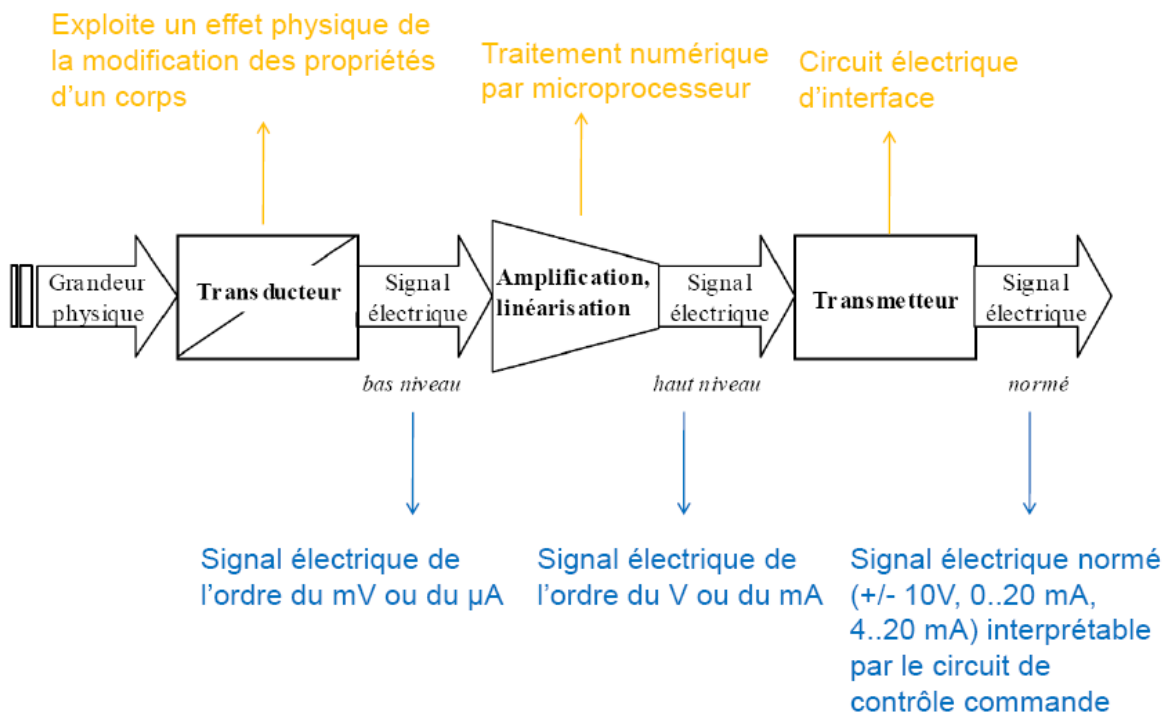 Exploite un effet physique de
la modification des propriétés
d'un corps
Traitement numérique
par microprocesseur
Circuit électrique
d'interface
Grandeur
physique
Transducteur
Signal
électrique
Amplification,
linéarisation
Signal
électrique
Transmetteur
Signal
électrique
bas niveau
haut niveau
normé
Signal électrique de
l'ordre du mV ou du µA
Signal électrique de
l'ordre du V ou du mA
Signal électrique normé
(+/- 10V, 0..20 mA,
4..20 mA) interprétable
par le circuit de
contrôle commande